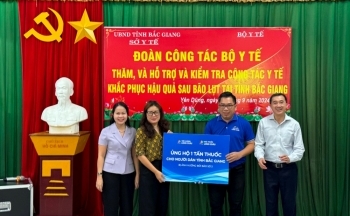 UBND TỈNH BẮC GIANG
SỞ Y TẾ
BỘ Y TẾ
ĐOÀN CÔNG TÁC BỘ Y TẾ
THĂM, VÀ HỖ TRỢ VÀ KIỂM TRA CÔNG TÁC Y TẾ
KHẮC PHỤC HẬU QUẢ SAU BÃO LỤT TẠI TỈNH BẮC GIANG
Yên Dũng,
ỦNG HỘ 1 TẤN THUỐC
CHO NGƯỜI DÂN TỈNH BẮC GIANG